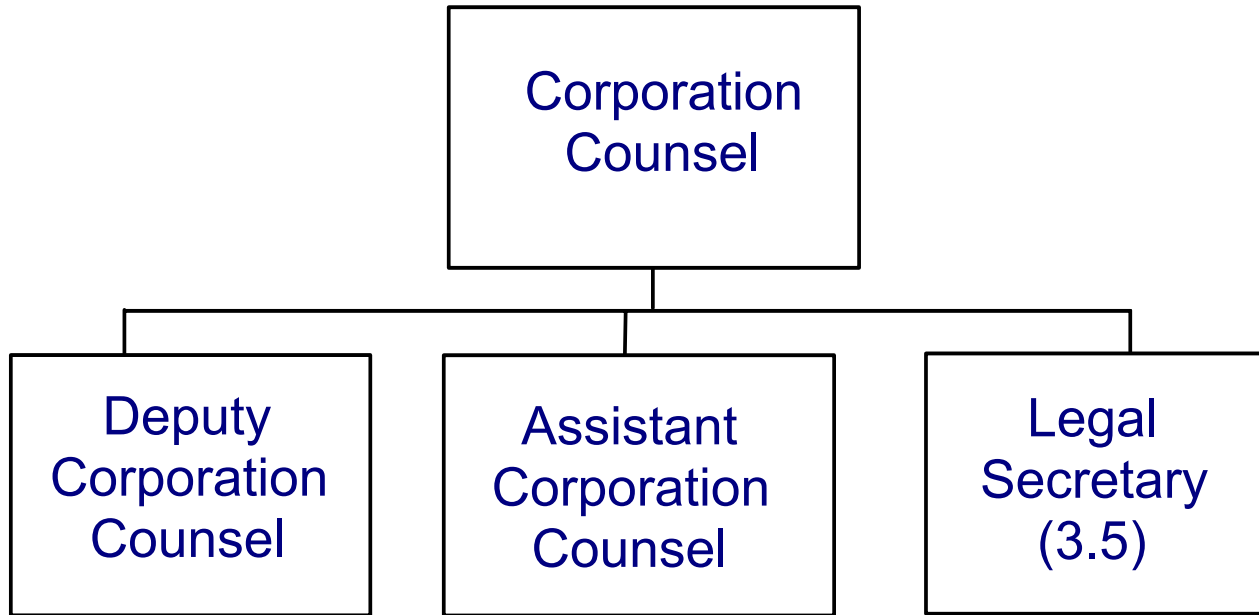 Corporation
Counsel
Deputy
Corporation
Counsel
Assistant
Corporation
Counsel
Legal
Secretary
(3.5)